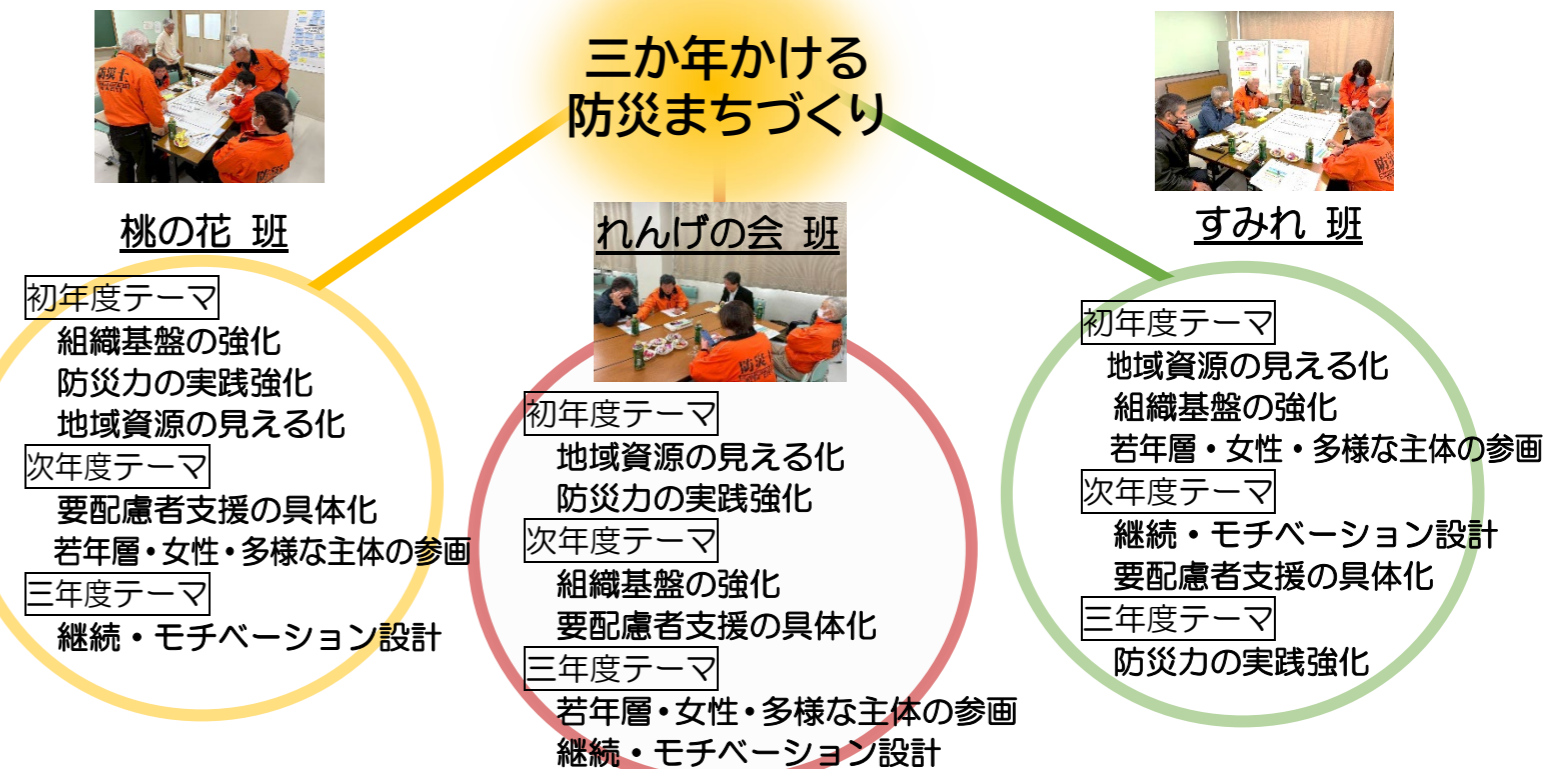 三か年かける
防災まちづくり
桃の花 班
初年度テーマ
組織基盤の強化
防災力の実践強化
地域資源の見える化
次年度テーマ
要配慮者支援の具体化
若年層・女性・多様な主体の参画
三年度テーマ
継続・モチベーション設計
れんげの会 班
初年度テーマ
地域資源の見える化
防災力の実践強化
次年度テーマ
組織基盤の強化
要配慮者支援の具体化
三年度テーマ
若年層・女性・多様な主体の参画
継続・モチベーション設計
すみれ 班
初年度テーマ
地域資源の見える化
組織基盤の強化
若年層・女性・多様な主体の参画
次年度テーマ
継続・モチベーション設計
要配慮者支援の具体化
三年度テーマ
防災力の実践強化
防災士
防災
防災士
防災